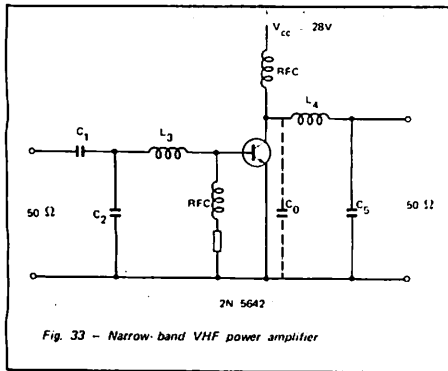 Vcc 28V
RFC
L4
C1
L3
RFC
50 Ω
C2
C0
C5
50 Ω
2N 5642
Fig. 33 – Narrow-band VHF power amplifier